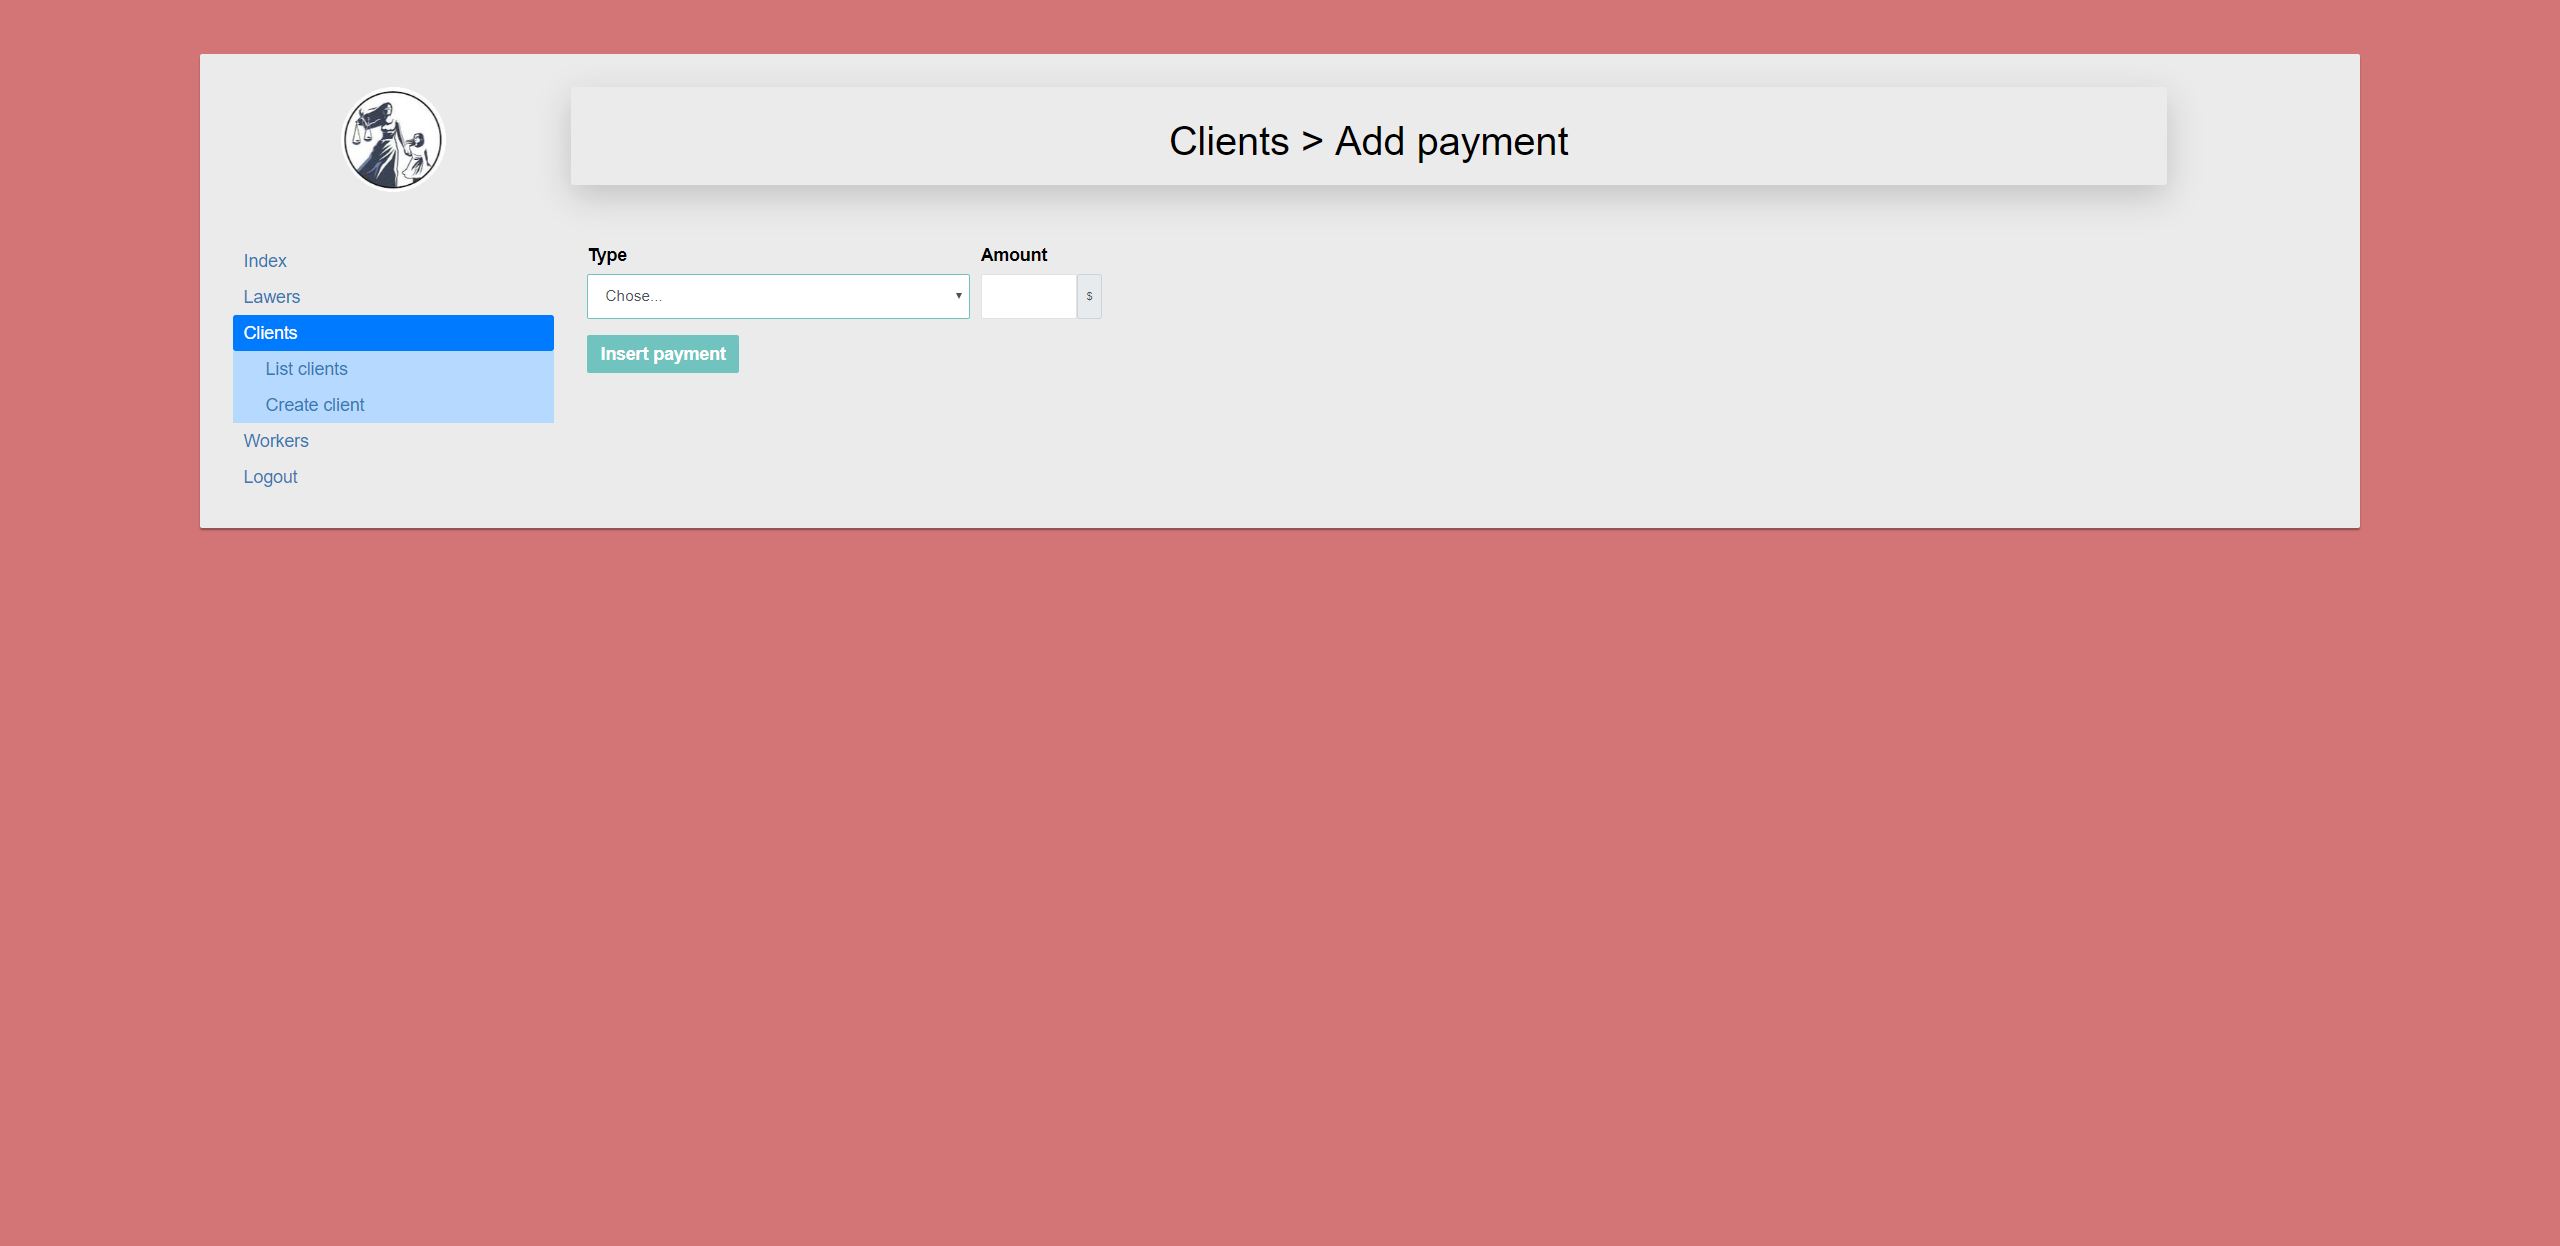 Clients > Add payment
Index
Lawers
Clients
List clients
Create client
Workers
Logout
Type
Amount
Chose...
$
Insert payment